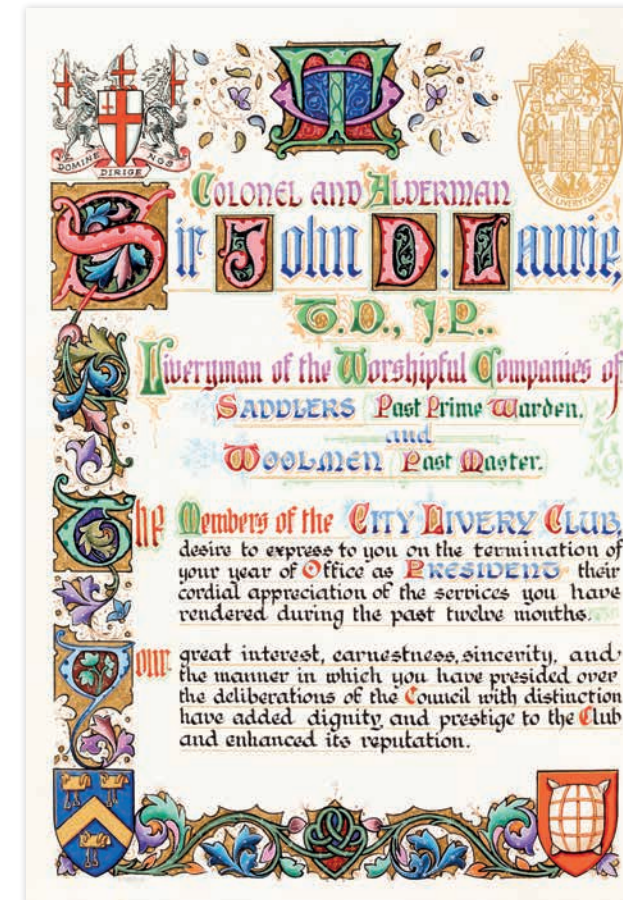 DOMINE DIRIGE NOS
COLONEL AND ALDERMAN
Sir John D. Laurie,
T.D., J.P..
Liveryman of the Worshipful Companies of
SADDLERS Past Prime Warden.
and
WOOLMEN Past Master.
The Members of the CITY LIVERY CLUB,
desire to express to you on the termination of
your year of Office as PRESIDENT their
cordial appreciation of the services you have
rendered during the past twelve months.
Your great interest, earnestness, sincerity, and
the manner in which you have presided over
the deliberations of the Council with distinction
have added dignity and prestige to the Club
and enhanced its reputation.